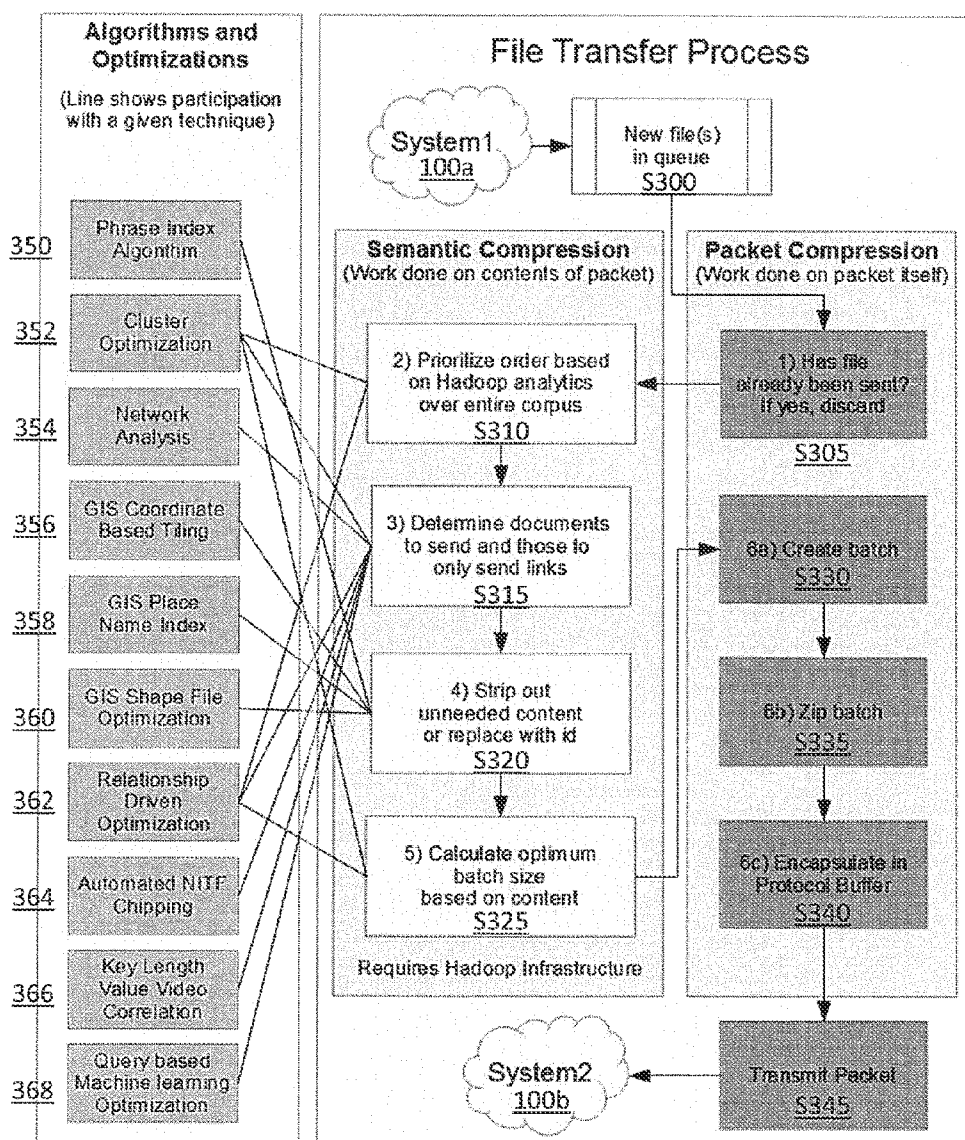 Algorithms and
Optimizations
(Line shows participation
with a given technique)
350
Phrase Index
Algorithm
352
Cluster
Optimization
354
Network
Analysis
356
GIS Coordinate
Based Tiling
358
GIS Place
Name Index
360
GIS Shape File
Optimization
362
Relationship
Driven
Optimization
364
Automated NITF
Chipping
366
Key Length
Value Video
Correlation
368
Query based
Machine learning
Optimization
File Transfer Process
System1
100a
New file(s)
in queue
S300
Semantic Compression
(Work done on contents of packet)
2) Prioritize order based
on Hadoop analytics
over entire corpus
S310
3) Determine documents
to send and those to
only send links
S315
4) Strip out
unneeded content
or replace with id
S320
5) Calculate optimum
batch size
based on content
S325
Requires Hadoop Infrastructure
Packet Compression
(Work done on packet itself)
1) Has file
already been sent?
If yes, discard
S305
6a) Create batch
S330
6b) Zip batch
S335
6c) Encapsulate in
Protocol Buffer
S340
Transmit Packet
S345
System2
100b